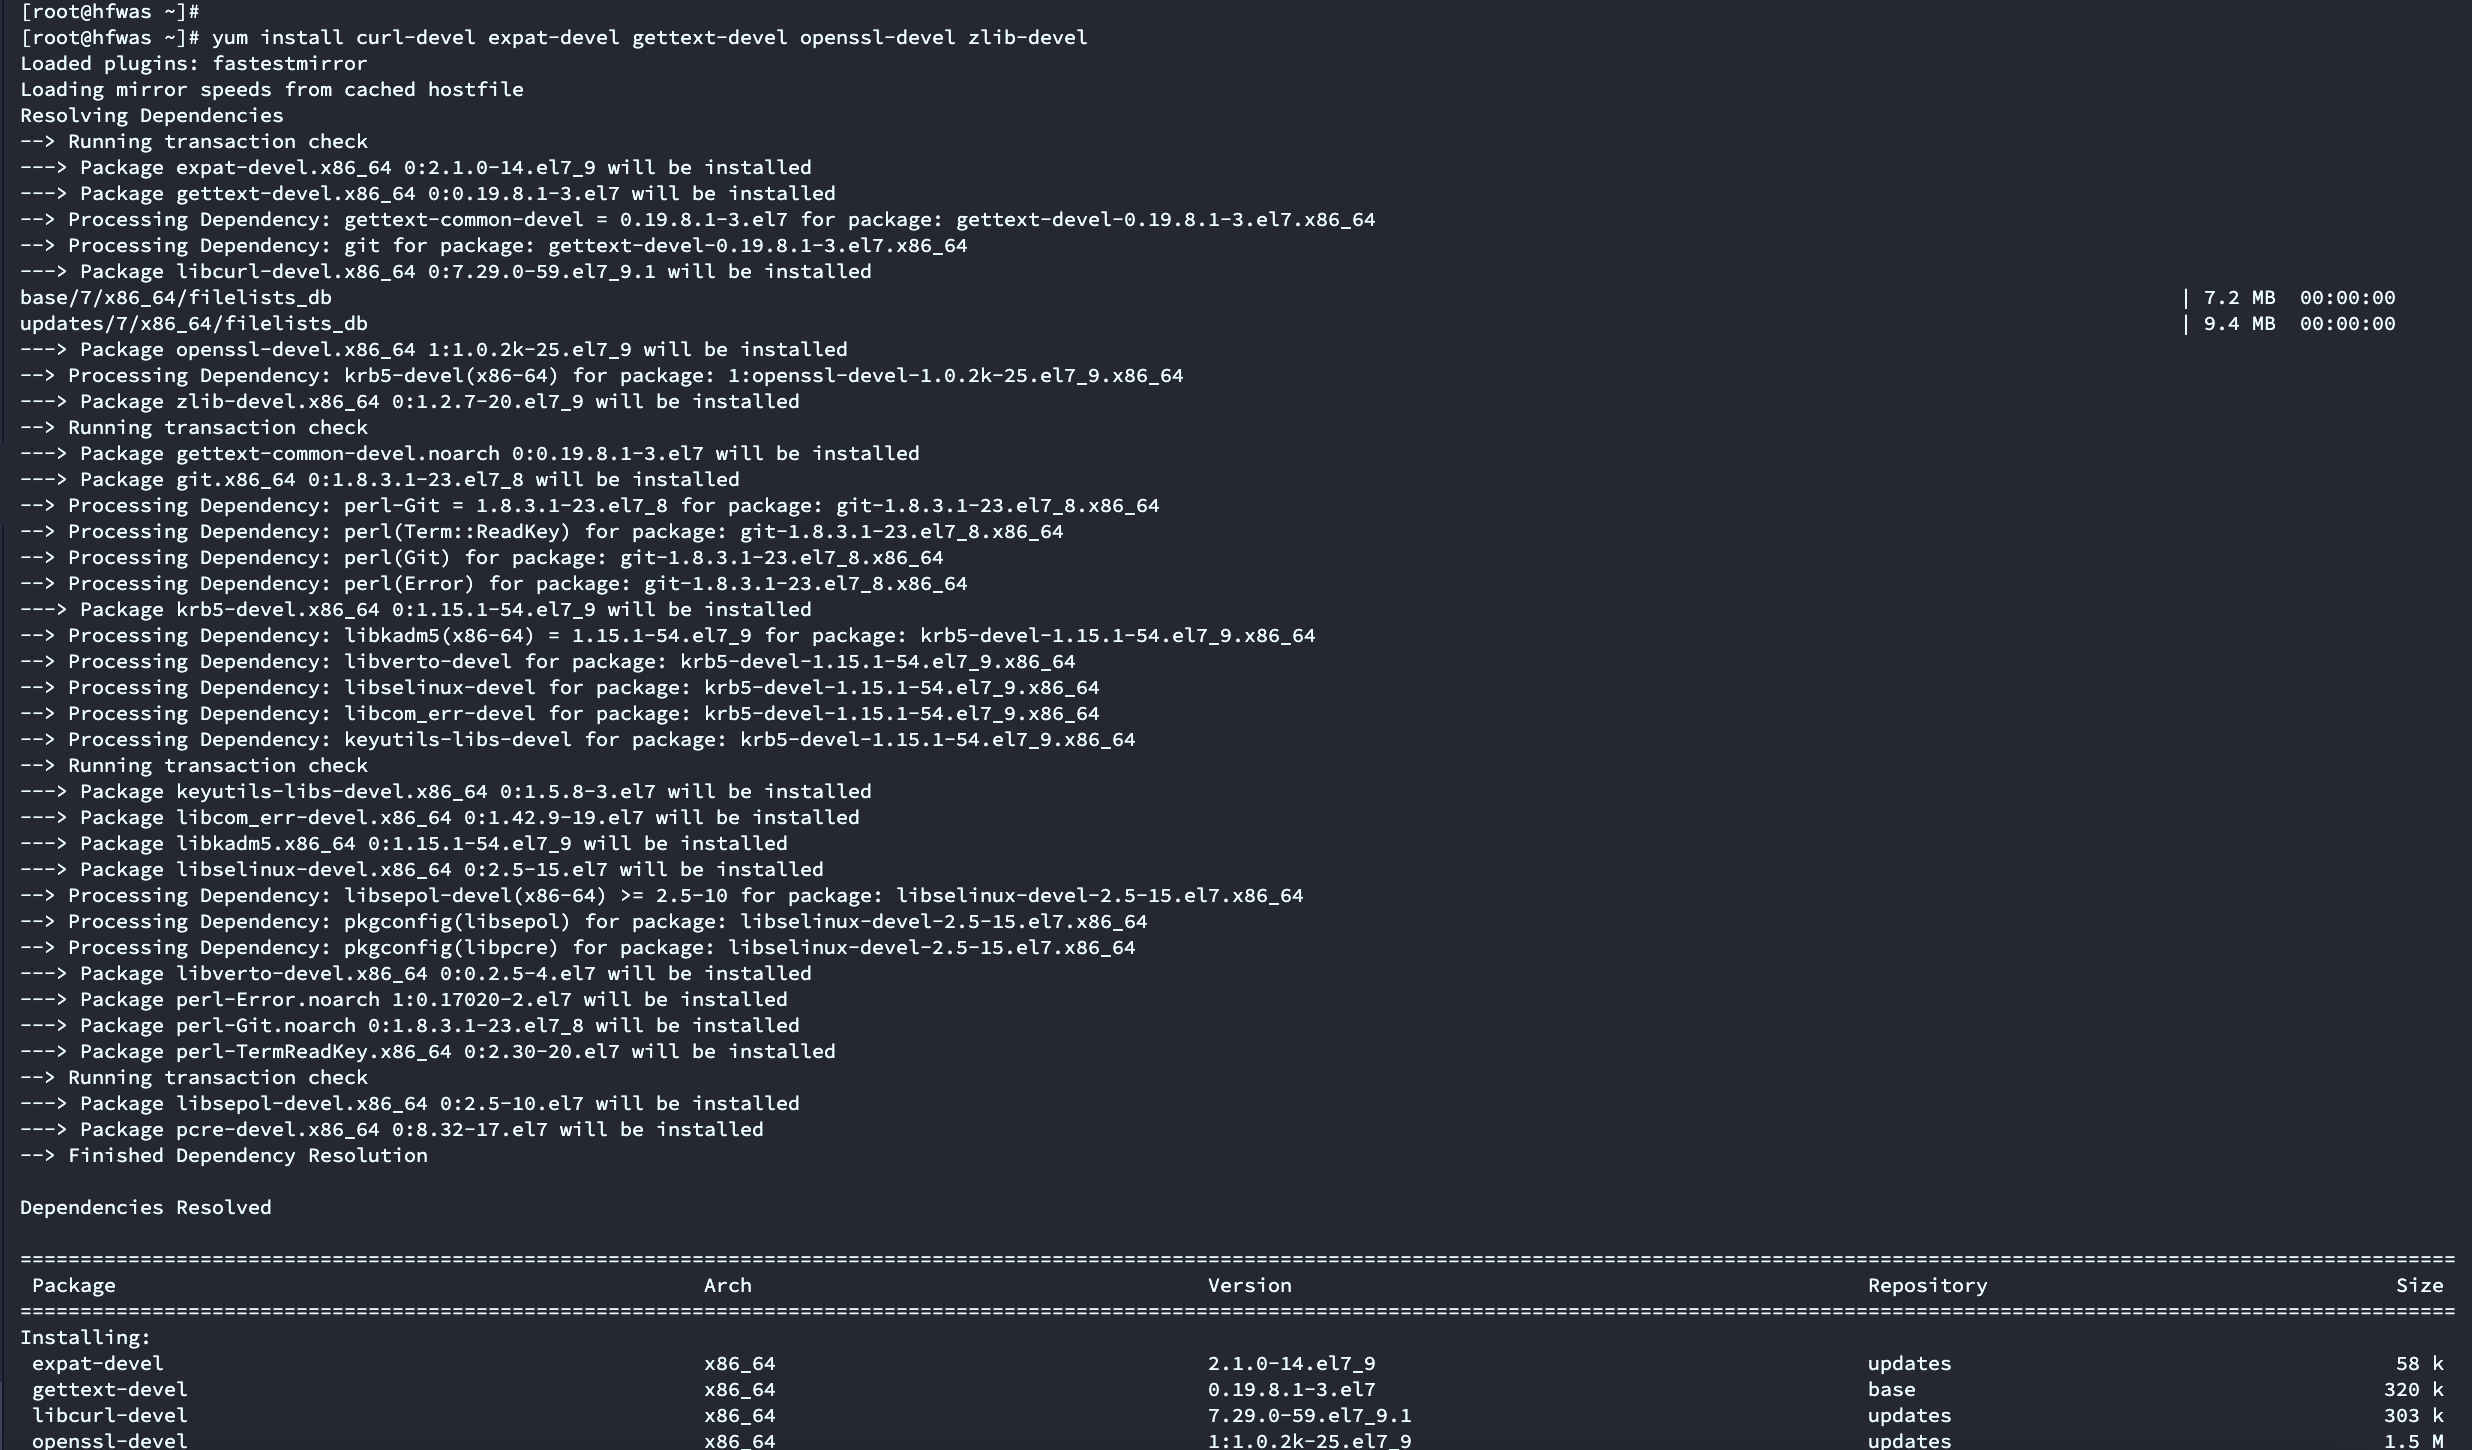 [root@hfwas ~]#
[root@hfwas ~]# yum install curl-devel expat-devel gettext-devel openssl-devel zlib-devel
Loaded plugins: fastestmirror
Loading mirror speeds from cached hostfile
Resolving Dependencies
--> Running transaction check
---> Package expat-devel.x86_64 0:2.1.0-14.el7_9 will be installed
---> Package gettext-devel.x86_64 0:0.19.8.1-3.el7 will be installed
--> Processing Dependency: gettext-common-devel = 0.19.8.1-3.el7 for package: gettext-devel-0.19.8.1-3.el7.x86_64
--> Processing Dependency: git for package: gettext-devel-0.19.8.1-3.el7.x86_64
---> Package libcurl-devel.x86_64 0:7.29.0-59.el7_9.1 will be installed
base/7/x86_64/filelists_db | 7.2 MB 00:00:00
updates/7/x86_64/filelists_db | 9.4 MB 00:00:00
---> Package openssl-devel.x86_64 1:1.0.2k-25.el7_9 will be installed
--> Processing Dependency: krb5-devel(x86-64) for package: 1:openssl-devel-1.0.2k-25.el7_9.x86_64
---> Package zlib-devel.x86_64 0:1.2.7-20.el7_9 will be installed
--> Running transaction check
---> Package gettext-common-devel.noarch 0:0.19.8.1-3.el7 will be installed
---> Package git.x86_64 0:1.8.3.1-23.el7_8 will be installed
--> Processing Dependency: perl-Git = 1.8.3.1-23.el7_8 for package: git-1.8.3.1-23.el7_8.x86_64
--> Processing Dependency: perl(Term::ReadKey) for package: git-1.8.3.1-23.el7_8.x86_64
--> Processing Dependency: perl(Git) for package: git-1.8.3.1-23.el7_8.x86_64
--> Processing Dependency: perl(Error) for package: git-1.8.3.1-23.el7_8.x86_64
---> Package krb5-devel.x86_64 0:1.15.1-54.el7_9 will be installed
--> Processing Dependency: libkadm5(x86-64) = 1.15.1-54.el7_9 for package: krb5-devel-1.15.1-54.el7_9.x86_64
--> Processing Dependency: libverto-devel for package: krb5-devel-1.15.1-54.el7_9.x86_64
--> Processing Dependency: libselinux-devel for package: krb5-devel-1.15.1-54.el7_9.x86_64
--> Processing Dependency: libcom_err-devel for package: krb5-devel-1.15.1-54.el7_9.x86_64
--> Processing Dependency: keyutils-libs-devel for package: krb5-devel-1.15.1-54.el7_9.x86_64
--> Running transaction check
---> Package keyutils-libs-devel.x86_64 0:1.5.8-3.el7 will be installed
---> Package libcom_err-devel.x86_64 0:1.42.9-19.el7 will be installed
---> Package libkadm5.x86_64 0:1.15.1-54.el7_9 will be installed
---> Package libselinux-devel.x86_64 0:2.5-15.el7 will be installed
--> Processing Dependency: libsepol-devel(x86-64) >= 2.5-10 for package: libselinux-devel-2.5-15.el7.x86_64
--> Processing Dependency: pkgconfig(libsepol) for package: libselinux-devel-2.5-15.el7.x86_64
--> Processing Dependency: pkgconfig(libpcre) for package: libselinux-devel-2.5-15.el7.x86_64
---> Package libverto-devel.x86_64 0:0.2.5-4.el7 will be installed
---> Package perl-Error.noarch 1:0.17020-2.el7 will be installed
---> Package perl-Git.noarch 0:1.8.3.1-23.el7_8 will be installed
---> Package perl-TermReadKey.x86_64 0:2.30-20.el7 will be installed
--> Running transaction check
---> Package libsepol-devel.x86_64 0:2.5-10.el7 will be installed
---> Package pcre-devel.x86_64 0:8.32-17.el7 will be installed
--> Finished Dependency Resolution
Dependencies Resolved
Package Arch Version Repository Size
Installing:
expat-devel x86_64 2.1.0-14.el7_9 updates 58 k
gettext-devel x86_64 0.19.8.1-3.el7 base 320 k
libcurl-devel x86_64 7.29.0-59.el7_9.1 updates 303 k
openssl-devel x86_64 1:1.0.2k-25.el7_9 updates 1.5 M